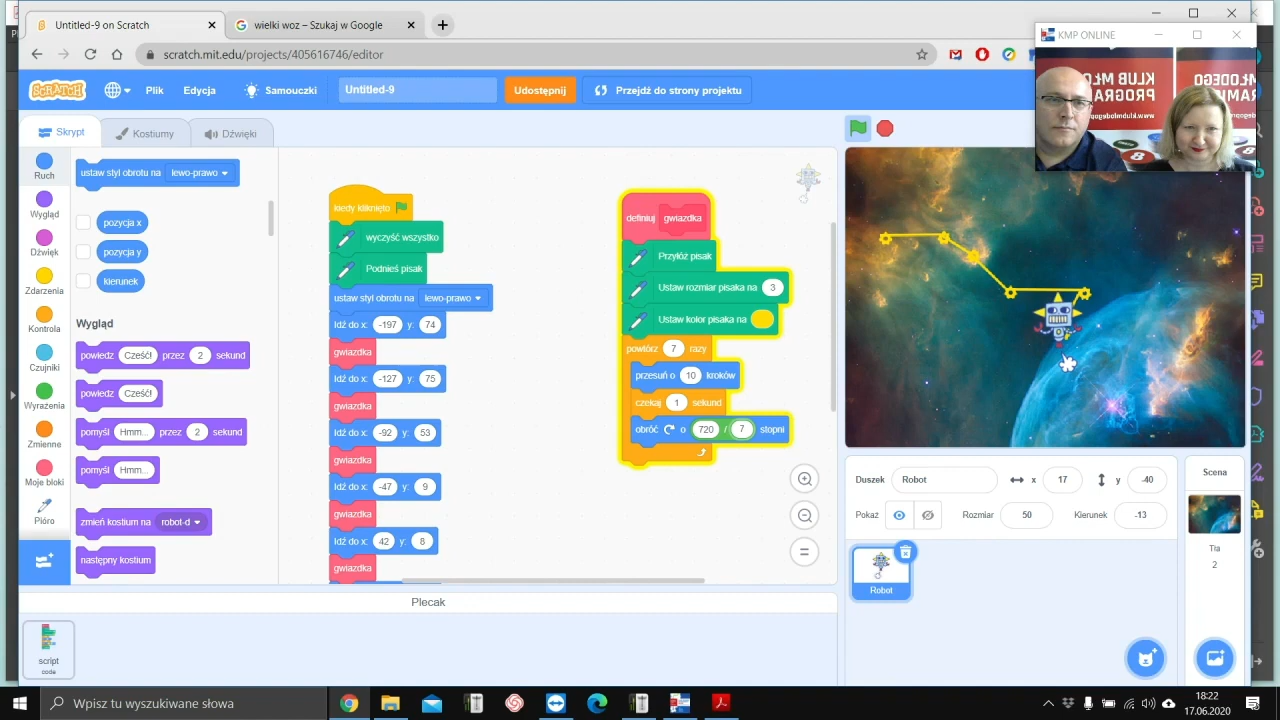 Untitled-9 on Scratch
wielki woz – Szukaj w Google
scratch.mit.edu/projects/405616746/editor
KMP ONLINE
SCRATCH
Plik
Edycja
Samouczki
Untitled-9
Udostępnij
Przejdź do strony projektu
KLUB MŁO
PROGRA
www.klubmlodegop
8
Skrypt
Kostiumy
Dźwięki
Ruch
Wygląd
Dźwięk
Zdarzenia
Kontrola
Czujniki
Wyrażenia
Zmienne
Moje bloki
Pióro
ustaw styl obrotu na lewo-prawo
pozycja x
pozycja y
kierunek
Wygląd
powiedz Cześć! przez 2 sekund
powiedz Cześć!
pomyśl Hmm... przez 2 sekund
pomyśl Hmm...
zmień kostium na robot-d
następny kostium
kiedy kliknięto
wyczyść wszystko
Podnieś pisak
ustaw styl obrotu na lewo-prawo
Idź do x: -197 y: 74
gwiazdka
Idź do x: -127 y: 75
gwiazdka
Idź do x: -92 y: 53
gwiazdka
Idź do x: -47 y: 9
gwiazdka
Idź do x: 42 y: 8
gwiazdka
definiuj gwiazdka
Przyłóż pisak
Ustaw rozmiar pisaka na 3
Ustaw kolor pisaka na
powtórz 7 razy
przesuń o 10 kroków
czekaj 1 sekund
obróć o 720 / 7 stopni
Duszek Robot x 17 y -40
Pokaż Rozmiar 50 Kierunek -13
Robot
Scena
Tła
2
Plecak
script
code
Wpisz tu wyszukiwane słowa
18:22
17.06.2020